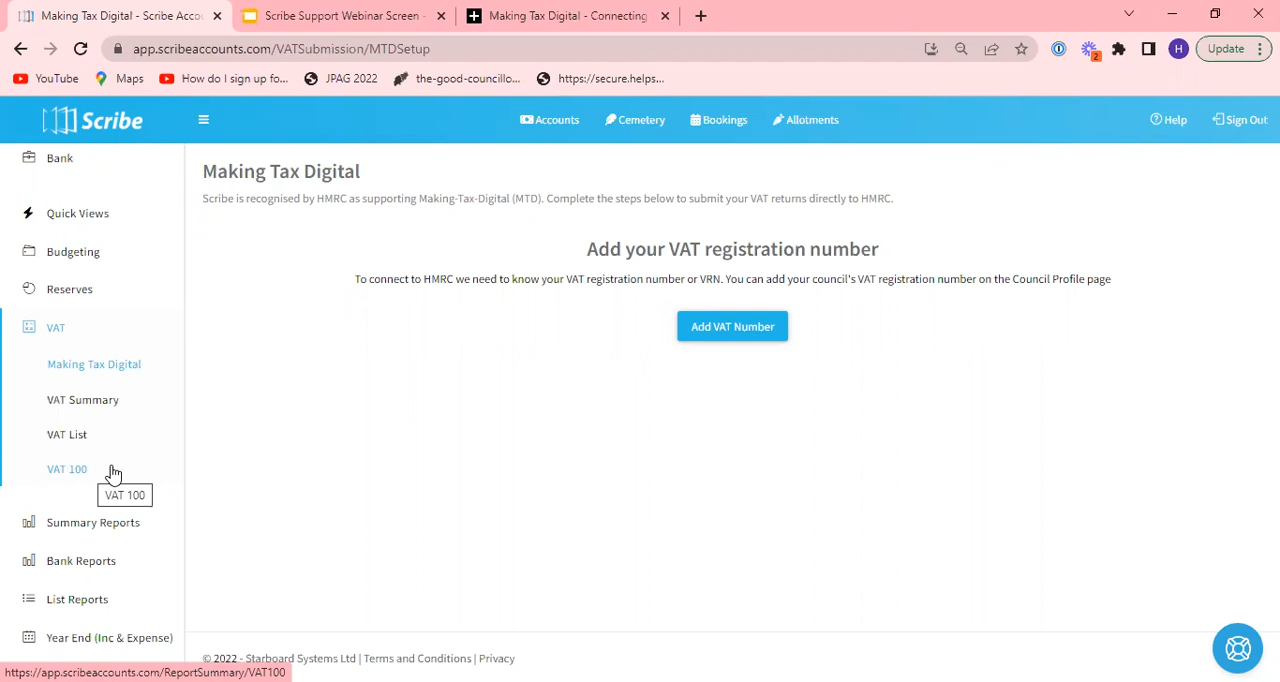 Making Tax Digital - Scribe Accou
Scribe Support Webinar Screen -
Making Tax Digital - Connecting
app.scribeaccounts.com/VATSubmission/MTDSetup
2
H
Update
YouTube
Maps
How do I sign up fo...
JPAG 2022
the-good-councillo...
https://secure.helps...
Scribe
Accounts
Cemetery
Bookings
Allotments
Help
Sign Out
Bank
Quick Views
Budgeting
Reserves
VAT
Making Tax Digital
VAT Summary
VAT List
VAT 100
VAT 100
Summary Reports
Bank Reports
List Reports
Year End (Inc & Expense)
Making Tax Digital
Scribe is recognised by HMRC as supporting Making-Tax-Digital (MTD). Complete the steps below to submit your VAT returns directly to HMRC.
Add your VAT registration number
To connect to HMRC we need to know your VAT registration number or VRN. You can add your council's VAT registration number on the Council Profile page
Add VAT Number
© 2022 - Starboard Systems Ltd | Terms and Conditions | Privacy
https://app.scribeaccounts.com/ReportSummary/VAT100